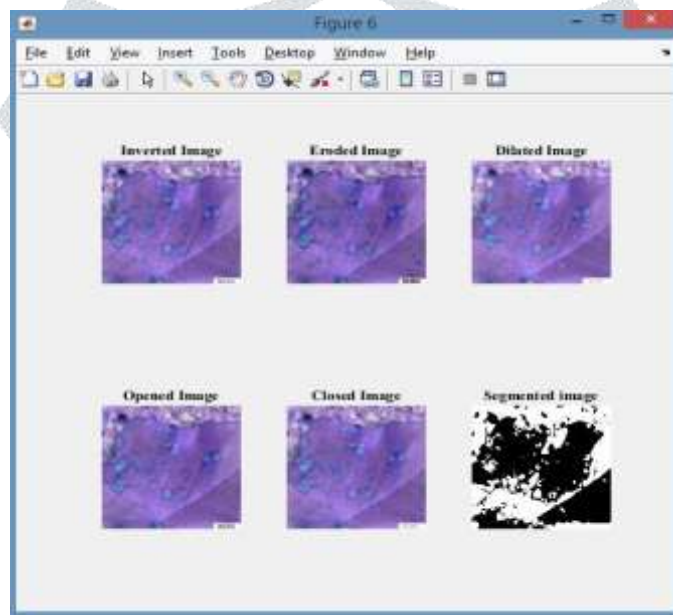 Figure 6
File Edit View Insert Tools Desktop Window Help
Inverted Image Eroded Image Dilated Image
Opened Image Closed Image Segmented image